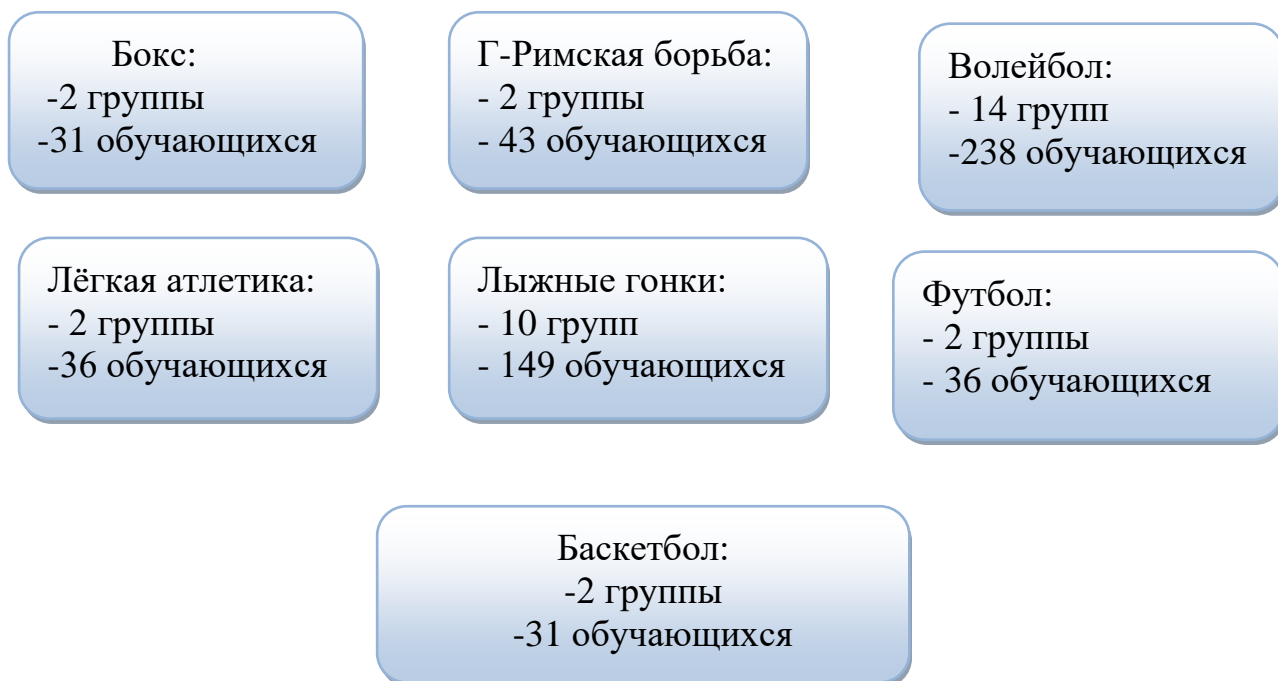 Бокс:
-2 группы
-31 обучающихся
Г-Римская борьба:
- 2 группы
- 43 обучающихся
Волейбол:
- 14 групп
-238 обучающихся
Лёгкая атлетика:
- 2 группы
-36 обучающихся
Лыжные гонки:
- 10 групп
- 149 обучающихся
Футбол:
- 2 группы
- 36 обучающихся
Баскетбол:
-2 группы
-31 обучающихся